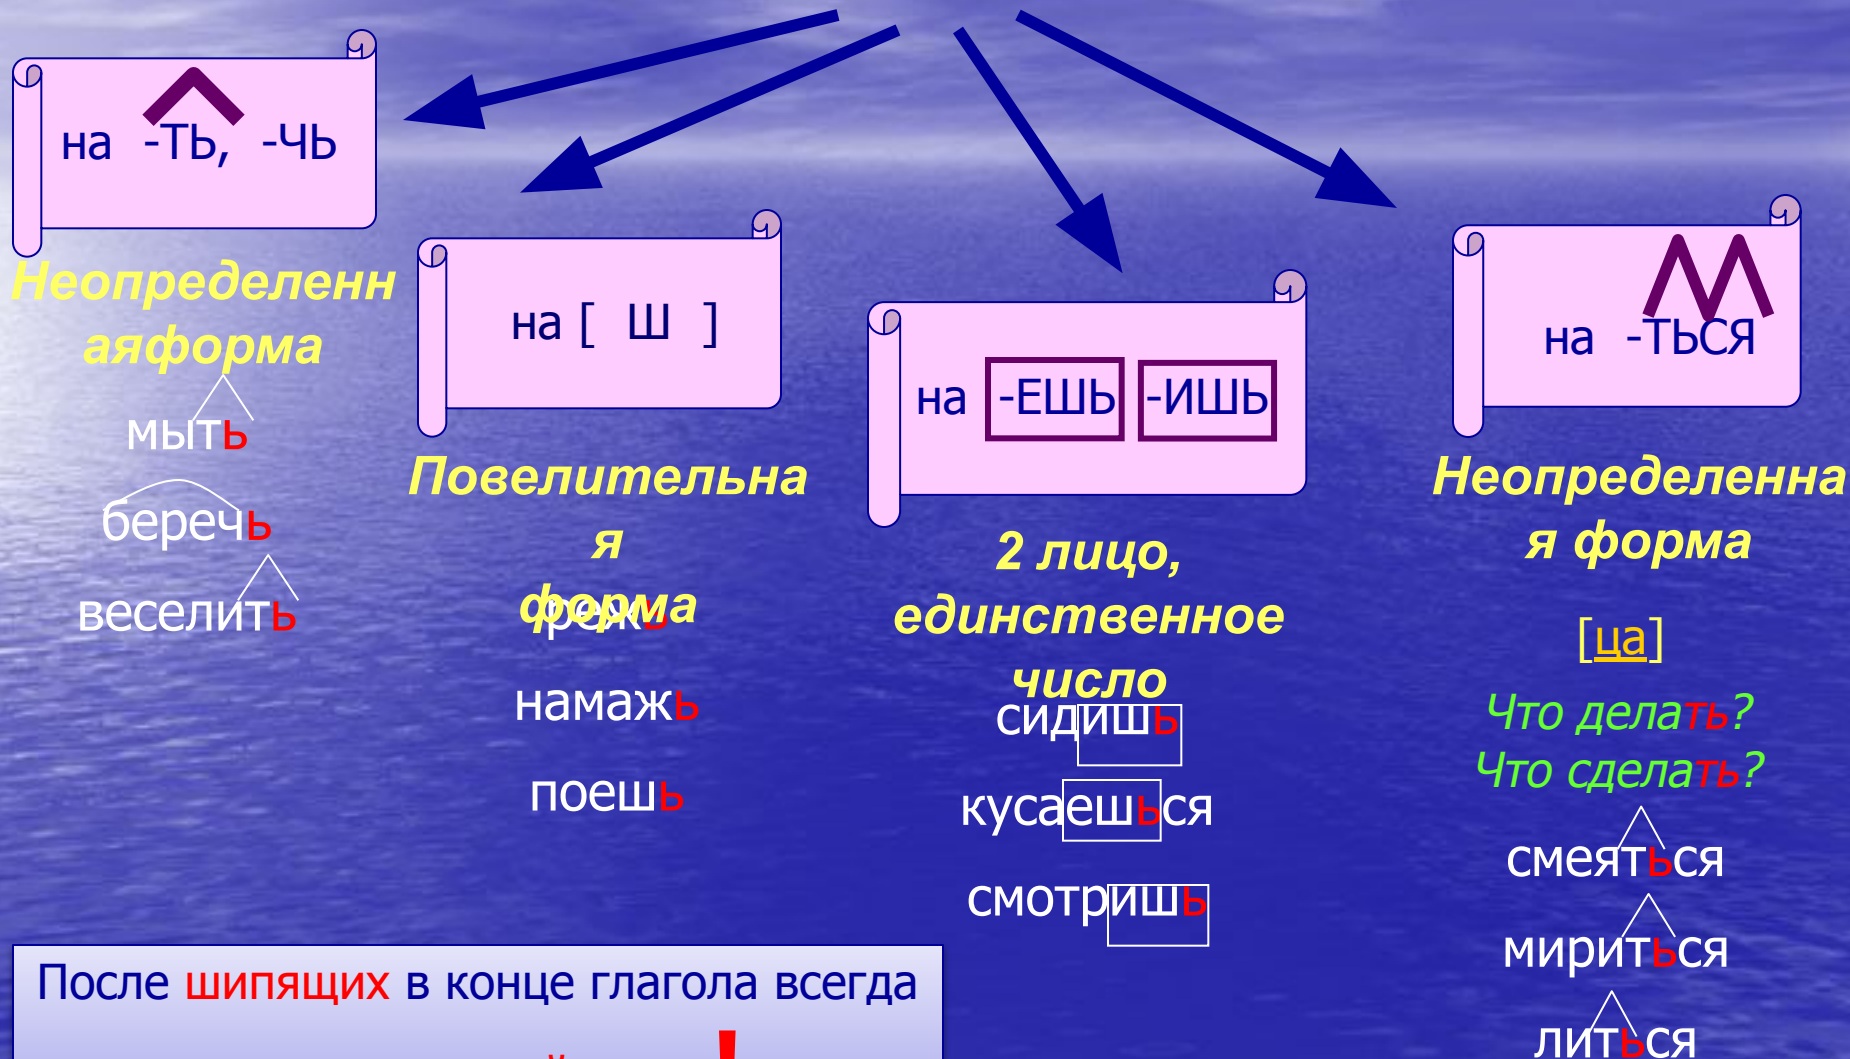 на -ТЬ, -ЧЬ
Неопределенн
аяформа
мыть
беречь
веселить
на [ Ш ]
Повелительна
я
форма
режь
намажь
поешь
на -ЕШЬ -ИШЬ
2 лицо,
единственное
число
сидишь
кусаешься
смотришь
на -ТЬСЯ
Неопределенна
я форма
[ца]
Что делать?
Что сделать?
смеяться
мириться
литься
После шипящих в конце глагола всегда
!